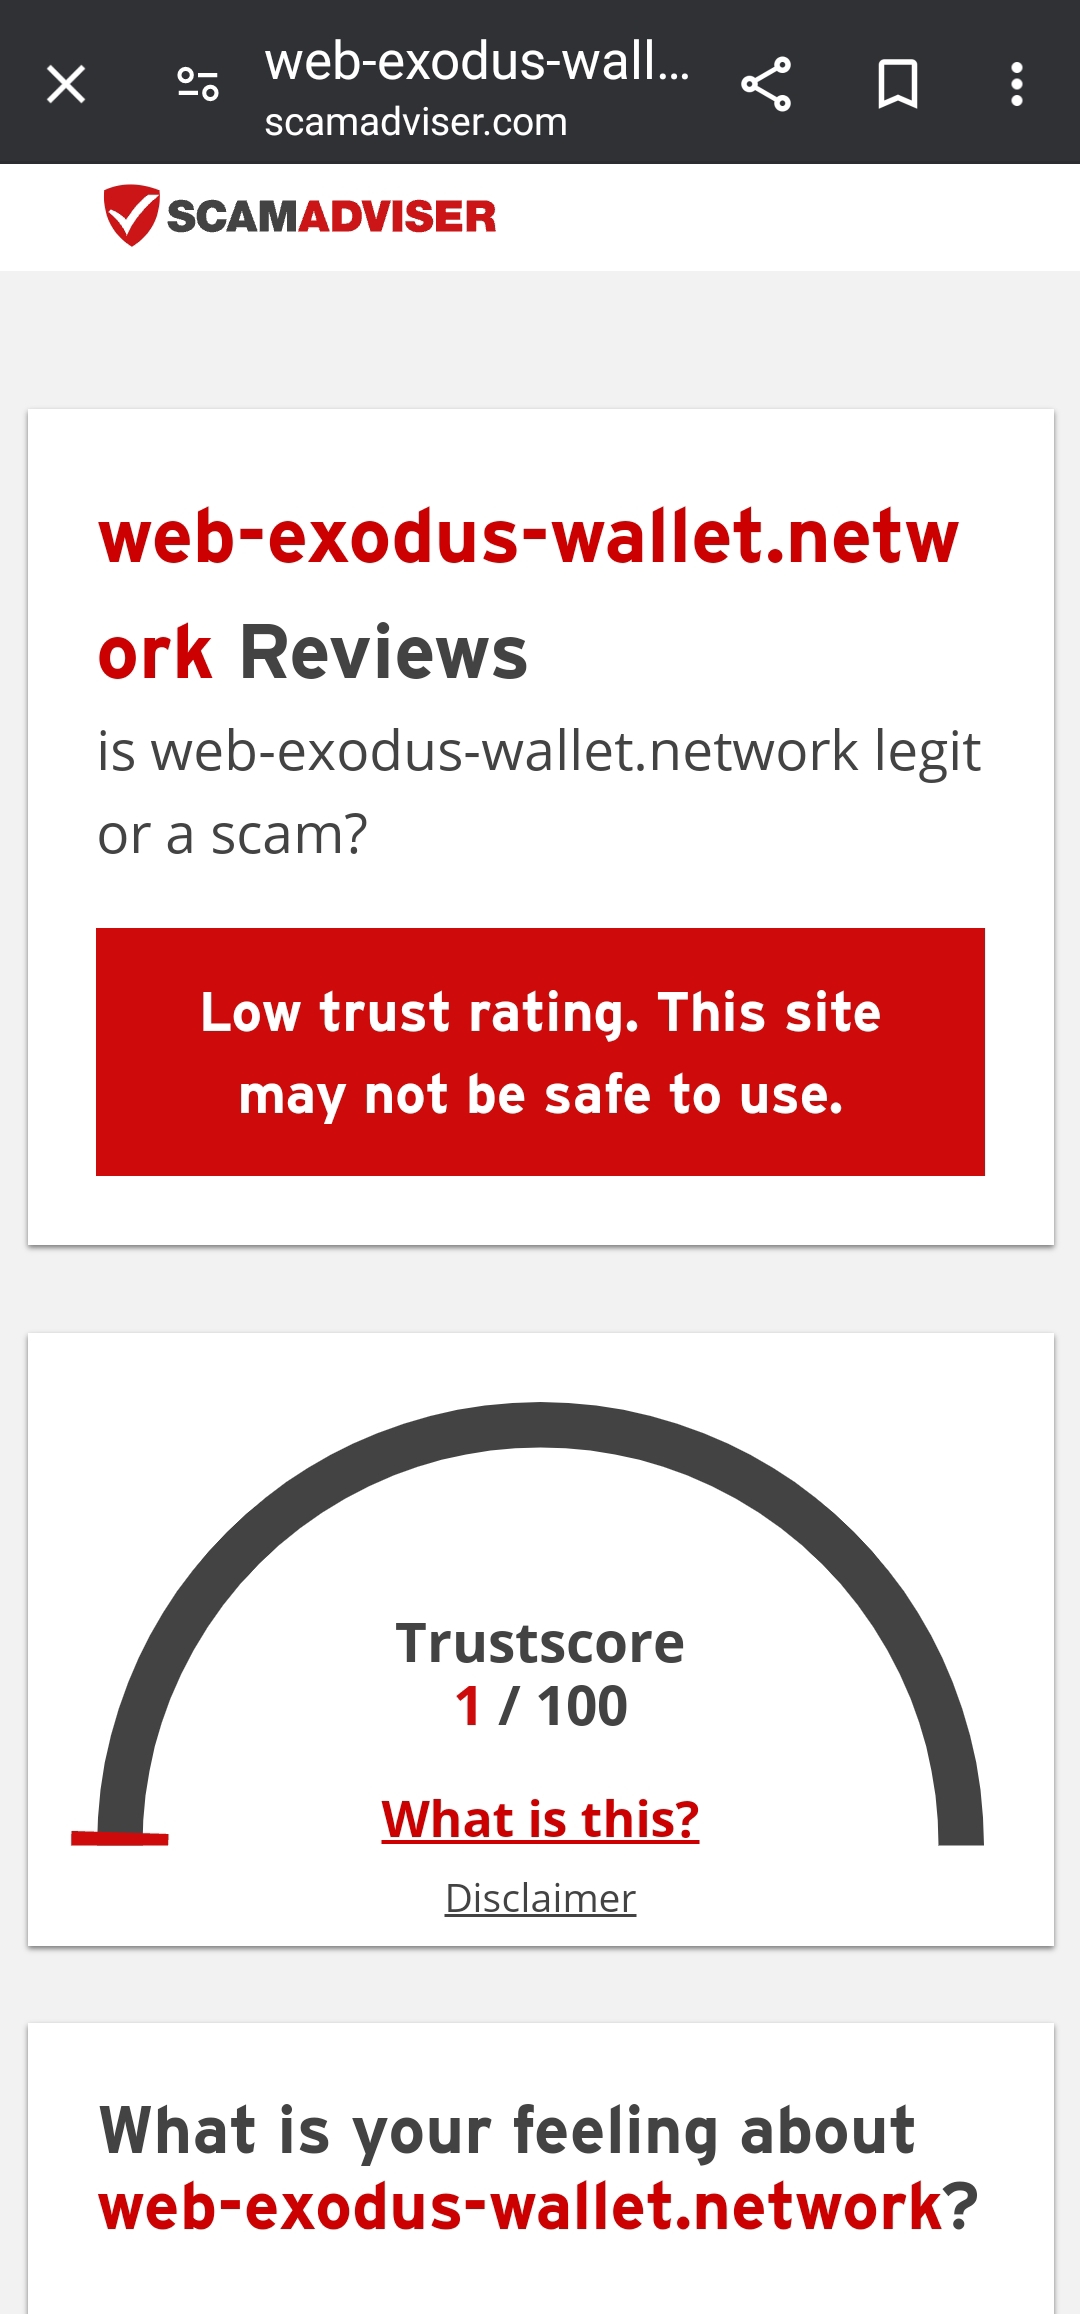 web-exodus-wall...
scamadviser.com
SCAMADVISER
web-exodus-wallet.netw
ork Reviews
is web-exodus-wallet.network legit
or a scam?
Low trust rating. This site
may not be safe to use.
Trustscore
1 / 100
What is this?
Disclaimer
What is your feeling about
web-exodus-wallet.network?